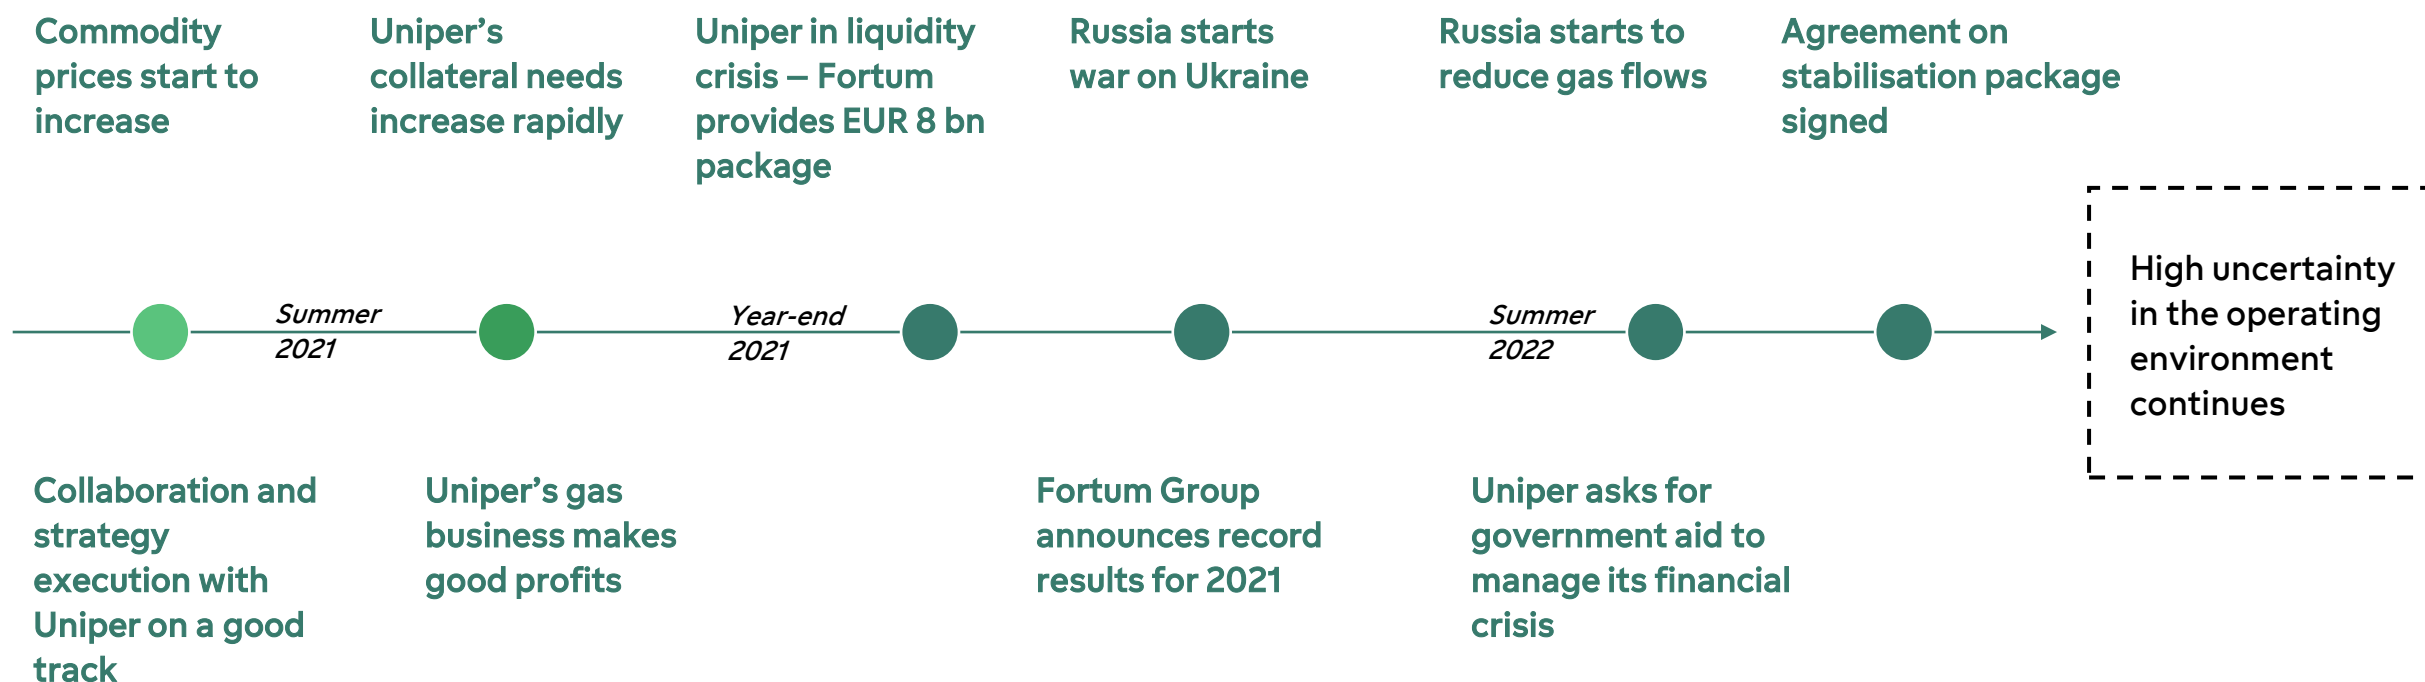 Commodity
prices start to
increase
Uniper’s
collateral needs
increase rapidly
Uniper in liquidity
crisis – Fortum
provides EUR 8 bn
package
Russia starts
war on Ukraine
Russia starts to
reduce gas flows
Agreement on
stabilisation package
signed
Summer
2021
Year-end
2021
Summer
2022
High uncertainty
in the operating
environment
continues
Collaboration and
strategy
execution with
Uniper on a good
track
Uniper’s gas
business makes
good profits
Fortum Group
announces record
results for 2021
Uniper asks for
government aid to
manage its financial
crisis